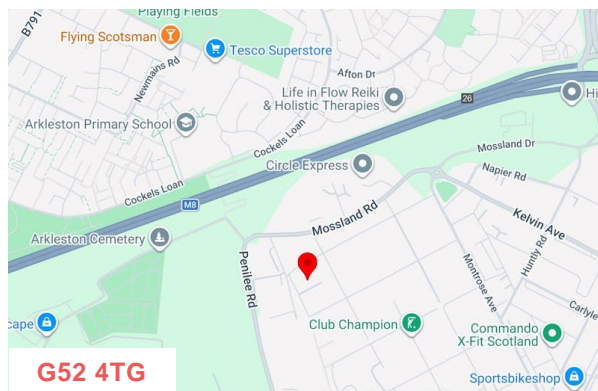 Playing Fields
B791
Flying Scotsman
Tesco Superstore
Newmains Rd
Afton Dr
Life in Flow Reiki
& Holistic Therapies
26
Hi
Arkleston Primary School
Cockels Loan
Mossland Dr
Circle Express
Napier Rd
Cockels Loan
M8
Mossland Rd
Kelvin Ave
Arkleston Cemetery
Penilee Rd
Huntly Rd
Montrose Ave
Carlyle
cape
Club Champion
Commando
X-Fit Scotland
G52 4TG
Sportsbikeshop